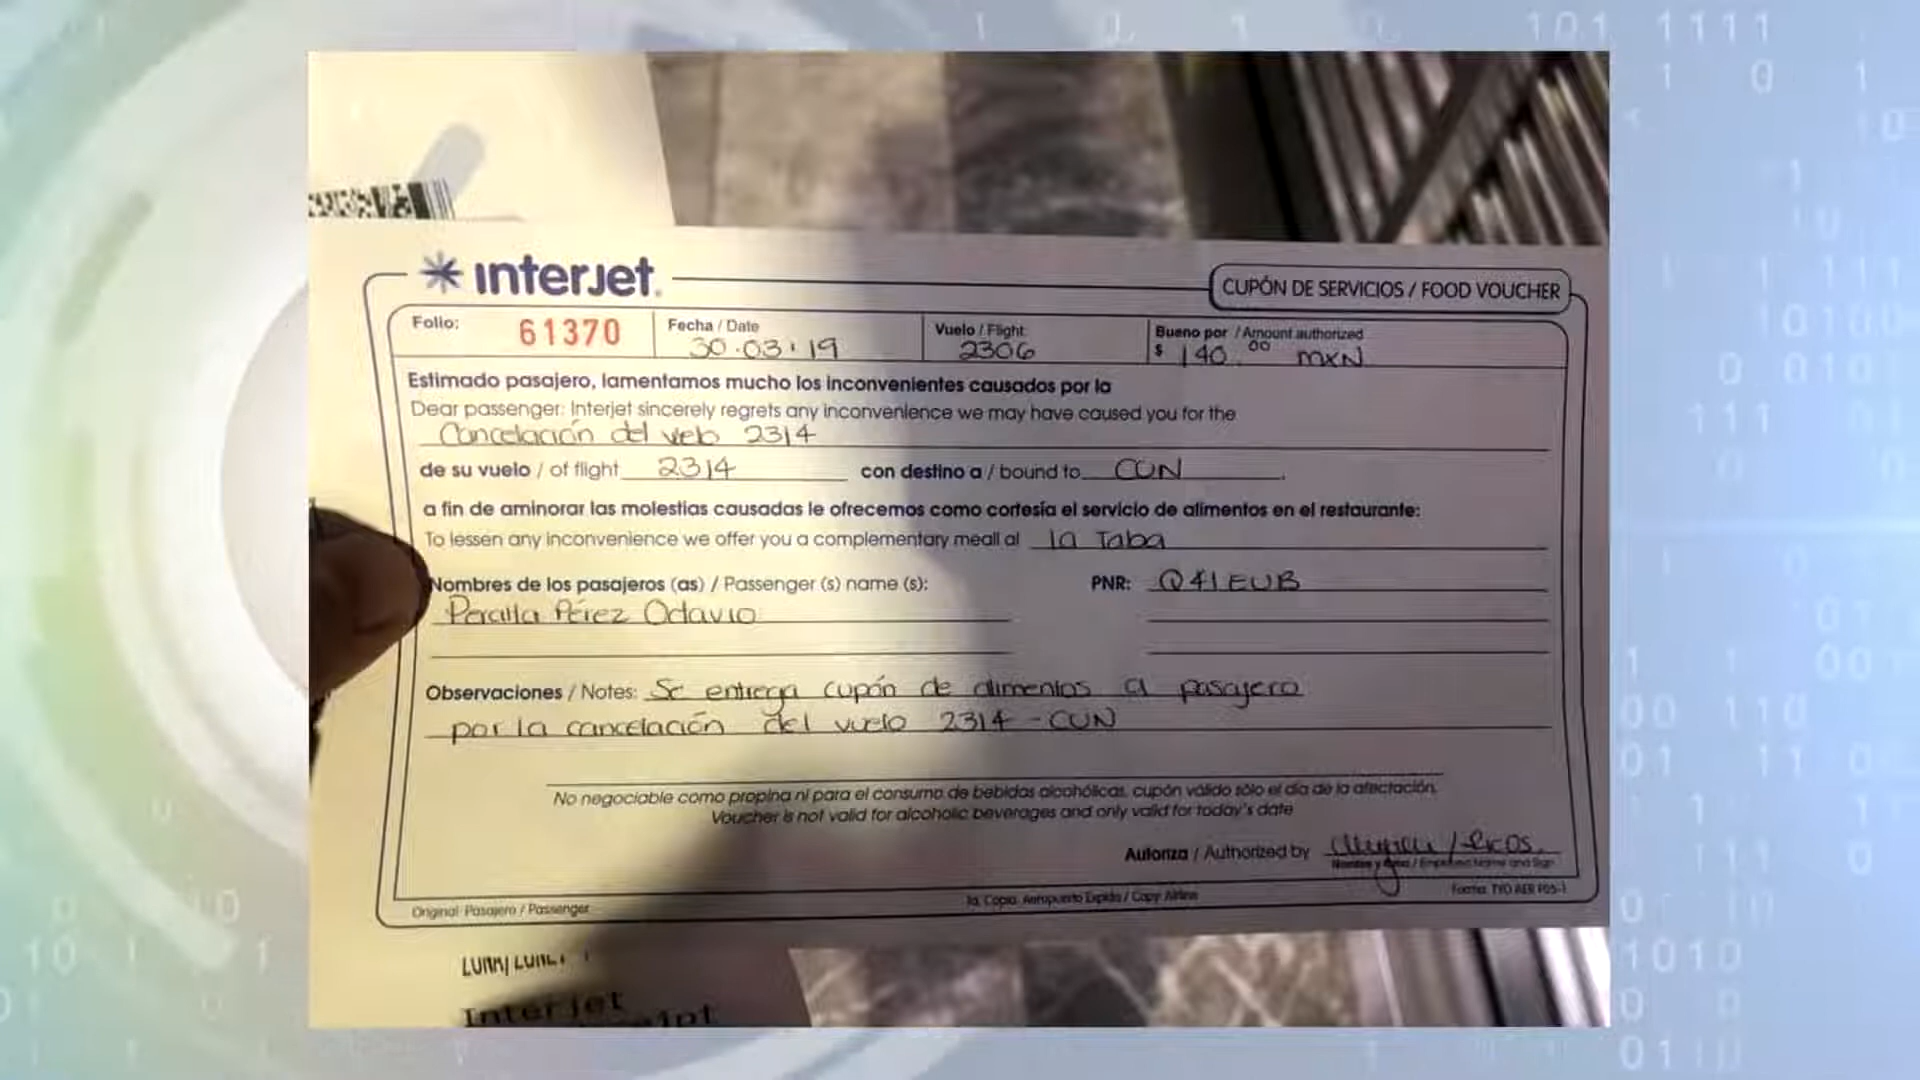 interjet.
CUPÓN DE SERVICIOS / FOOD VOUCHER
Folio: 61370
Fecha / Date 30.03.19
Vuelo / Flight 2306
Bueno por / Amount authorized $ 140.00 MXN
Estimado pasajero, lamentamos mucho los inconvenientes causados por la
Dear passenger: Interjet sincerely regrets any inconvenience we may have caused you for the
Cancelación del velo 2314
de su vuelo / of flight 2314 con destino a / bound to CUN
a fin de aminorar las molestias causadas le ofrecemos como cortesía el servicio de alimentos en el restaurante:
To lessen any inconvenience we offer you a complementary meall al la Taba
Nombres de los pasajeros (as) / Passenger (s) name (s): PNR: Q41EUB
Peralta Pérez Octavio
Observaciones / Notes: Se entrega cupón de alimentos a pasajero
por la cancelación del vuelo 2314 - CUN
No negociable como propina ni para el consumo de bebidas alcohólicas, cupón válido sólo el día de la afectación.
Voucher is not valid for alcoholic beverages and only valid for today's date
Autoriza / Authorized by
Original: Pasajero / Passenger
Interjet